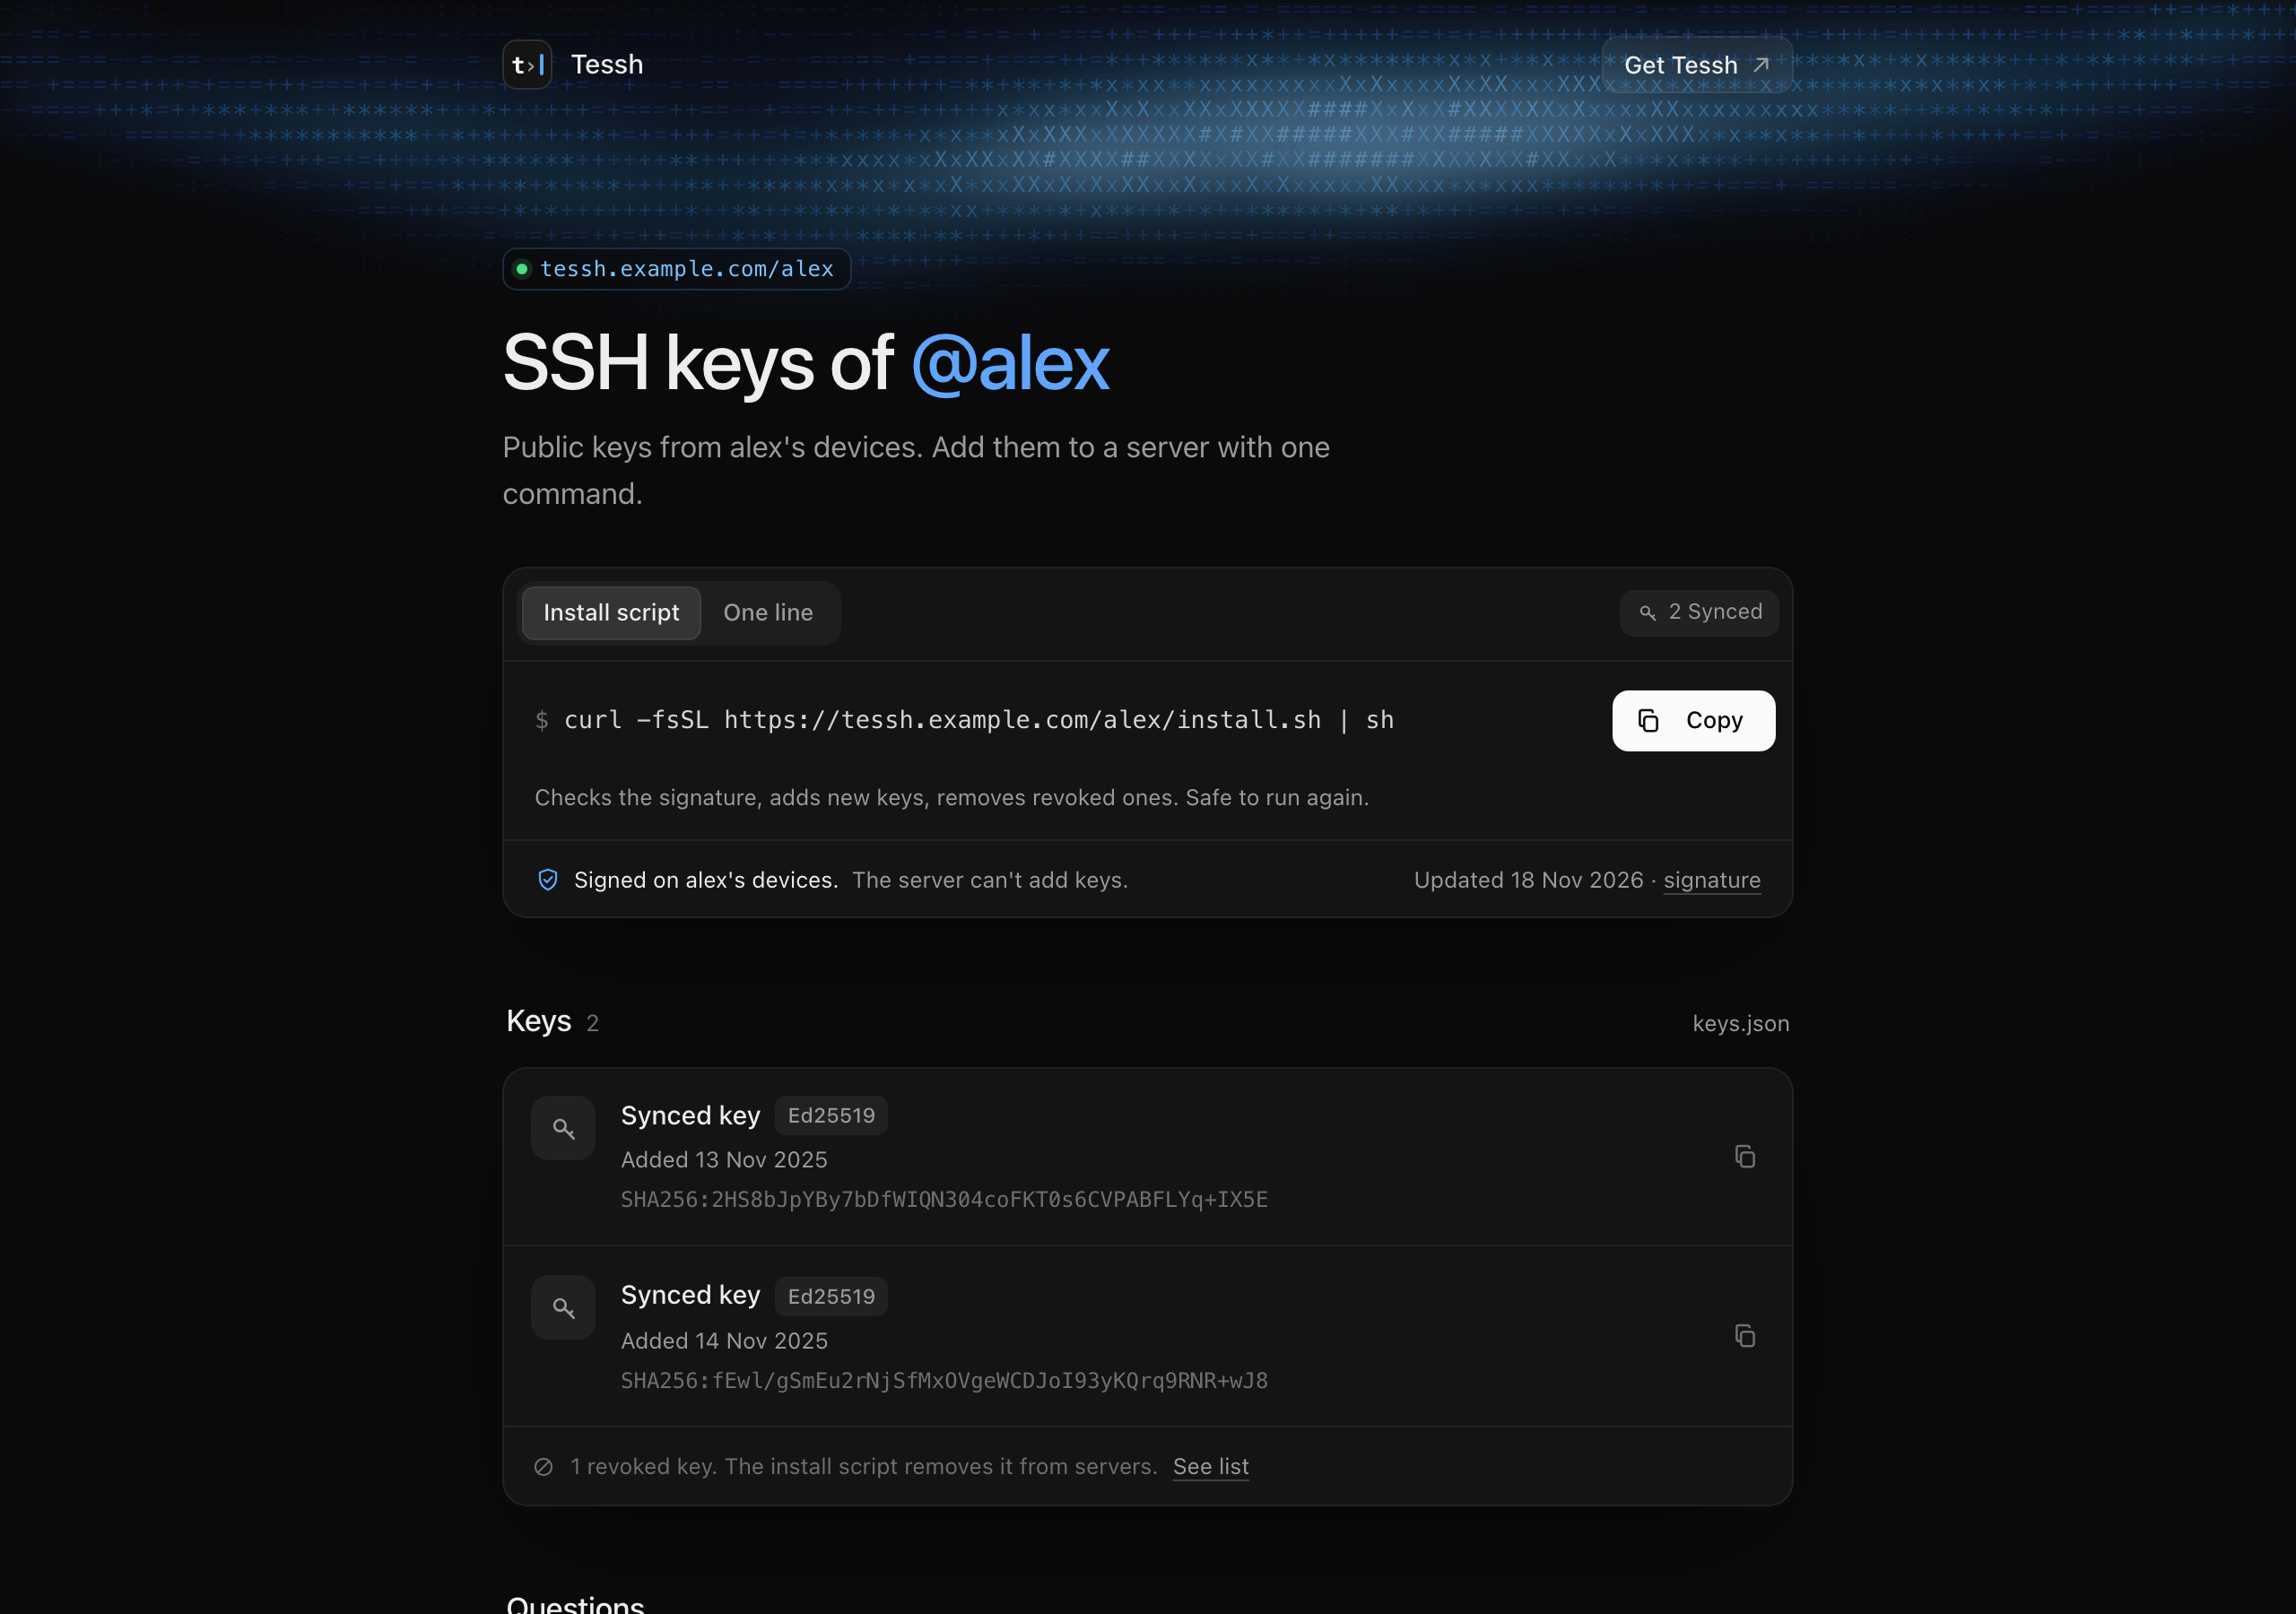 t›|
Tessh
Get Tessh
tessh.example.com/alex
SSH keys of @alex
Public keys from alex's devices. Add them to a server with one
command.
Install script
One line
2 Synced
$ curl -fsSL https://tessh.example.com/alex/install.sh | sh
Copy
Checks the signature, adds new keys, removes revoked ones. Safe to run again.
Signed on alex's devices. The server can't add keys.
Updated 18 Nov 2026 · signature
Keys 2
keys.json
Synced key Ed25519
Added 13 Nov 2025
SHA256:2HS8bJpYBy7bDfWIQN304coFKT0s6CVPABFLYq+IX5E
Synced key Ed25519
Added 14 Nov 2025
SHA256:fEwl/gSmEu2rNjSfMxOVgeWCDJoI93yKQrq9RNR+wJ8
1 revoked key. The install script removes it from servers. See list
Questions